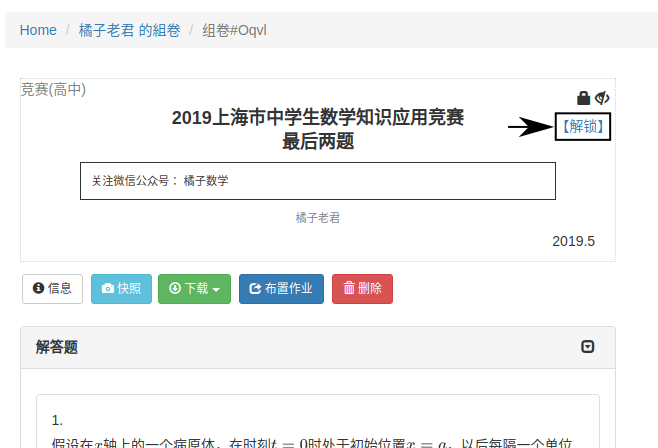 Home / 橘子老君 的組卷 / 组卷#Oqvl
竞赛(高中)
2019上海市中学生数学知识应用竞赛
【解锁】
最后两题
关注微信公众号： 橘子数学
橘子老君
2019.5
信息 快照 下载 布置作业 删除
解答题
1.
假设在x轴上的一个病原体，在时刻t = 0时处于初始位置x = a，以后每隔一个单位